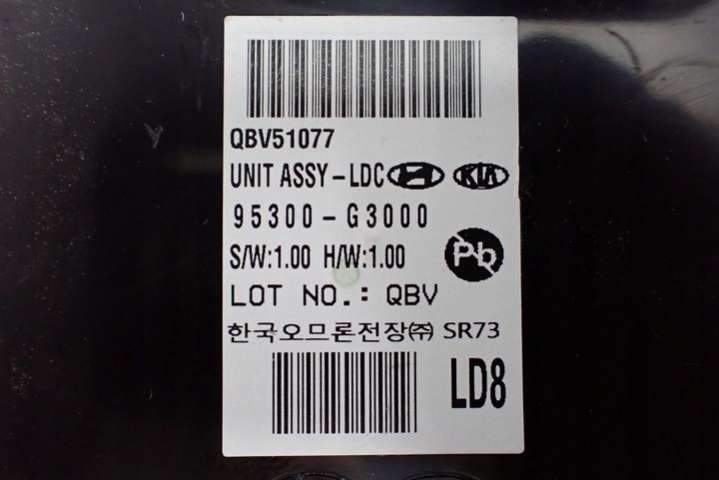 QBV51077
UNIT ASSY-LDC KIA
95300-G3000
S/W:1.00 H/W:1.00 Pb
LOT NO.: QBV
한국오므론전장㈜ SR73
LD8